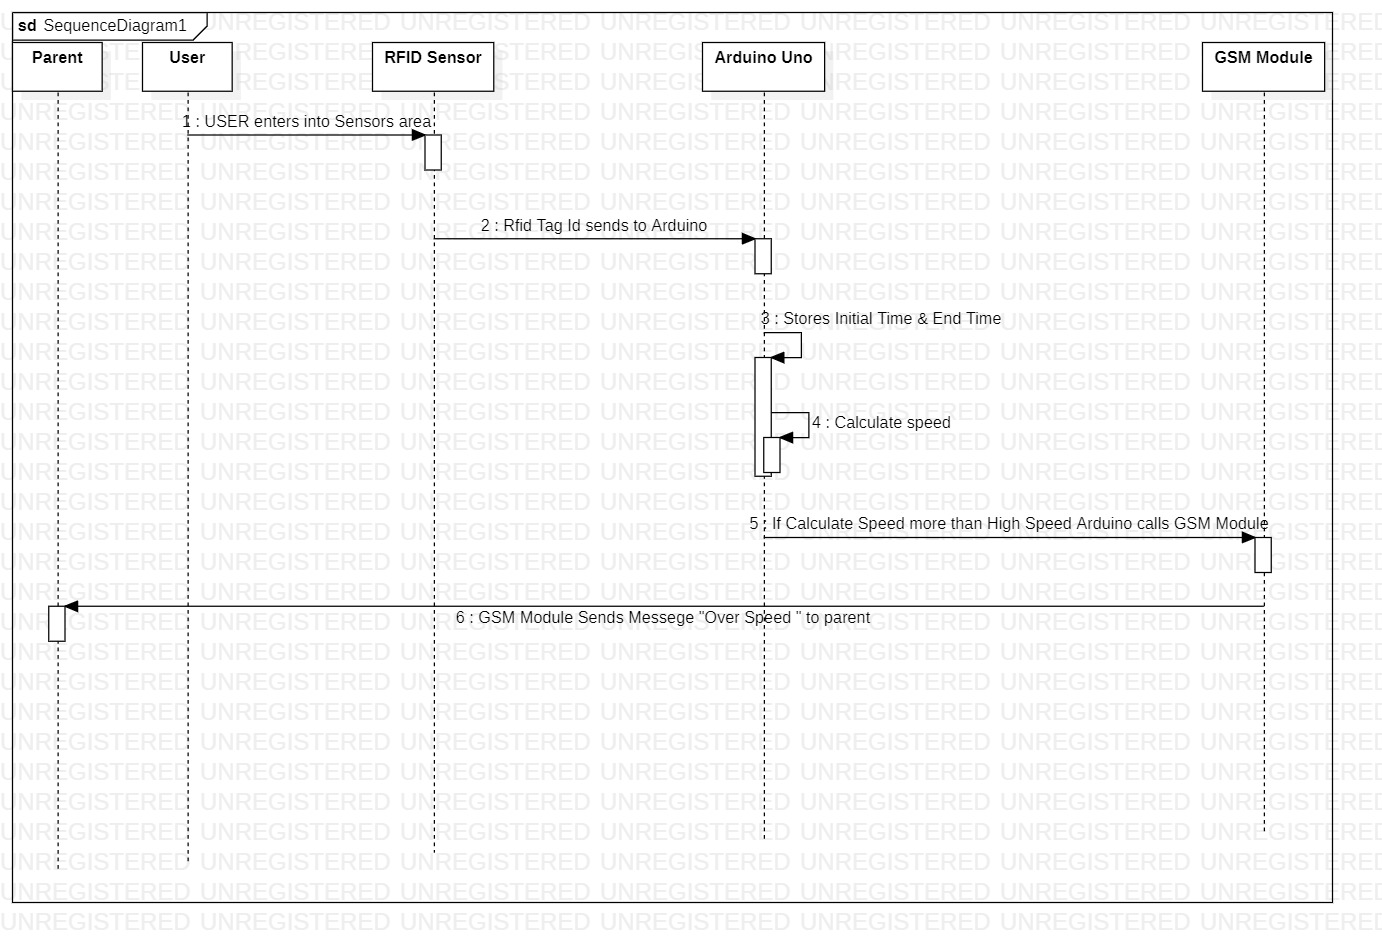 sd SequenceDiagram1
Parent
User
RFID Sensor
Arduino Uno
GSM Module
1 : USER enters into Sensors area
2 : Rfid Tag Id sends to Arduino
3 : Stores Initial Time & End Time
4 : Calculate speed
5 : If Calculate Speed more than High Speed Arduino calls GSM Module
6 : GSM Module Sends Messege "Over Speed " to parent
UNREGISTERED